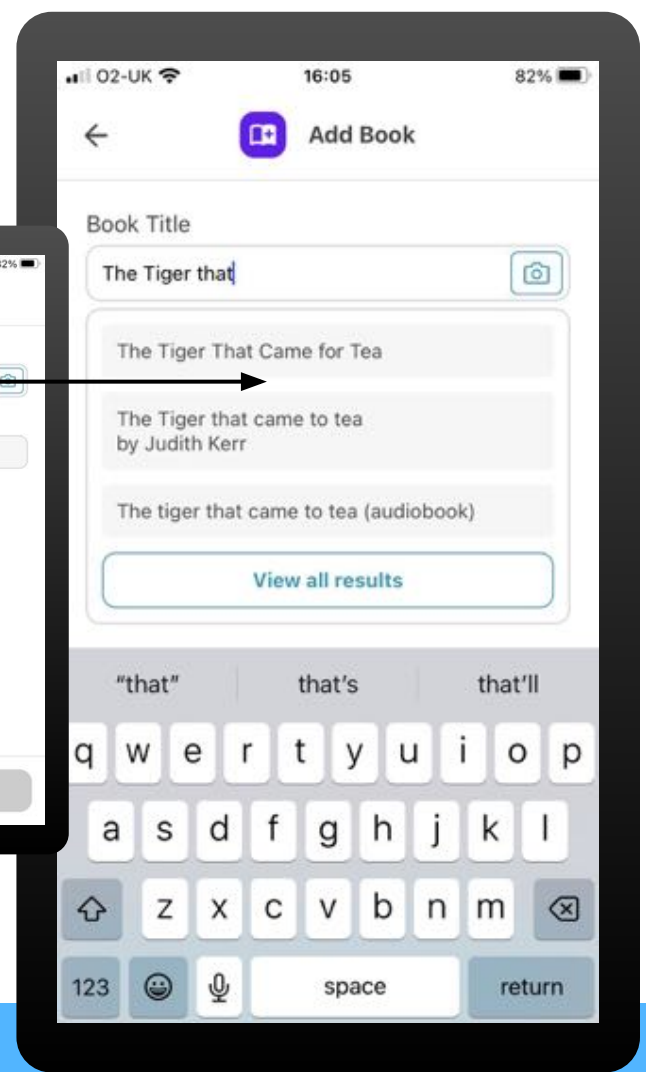 O2-UK 16:05 82%
Add Book
Book Title
The Tiger that
The Tiger That Came for Tea
The Tiger that came to tea
by Judith Kerr
The tiger that came to tea (audiobook)
View all results
"that" that's that'll
q w e r t y u i o p
a s d f g h j k l
z x c v b n m
123 space return